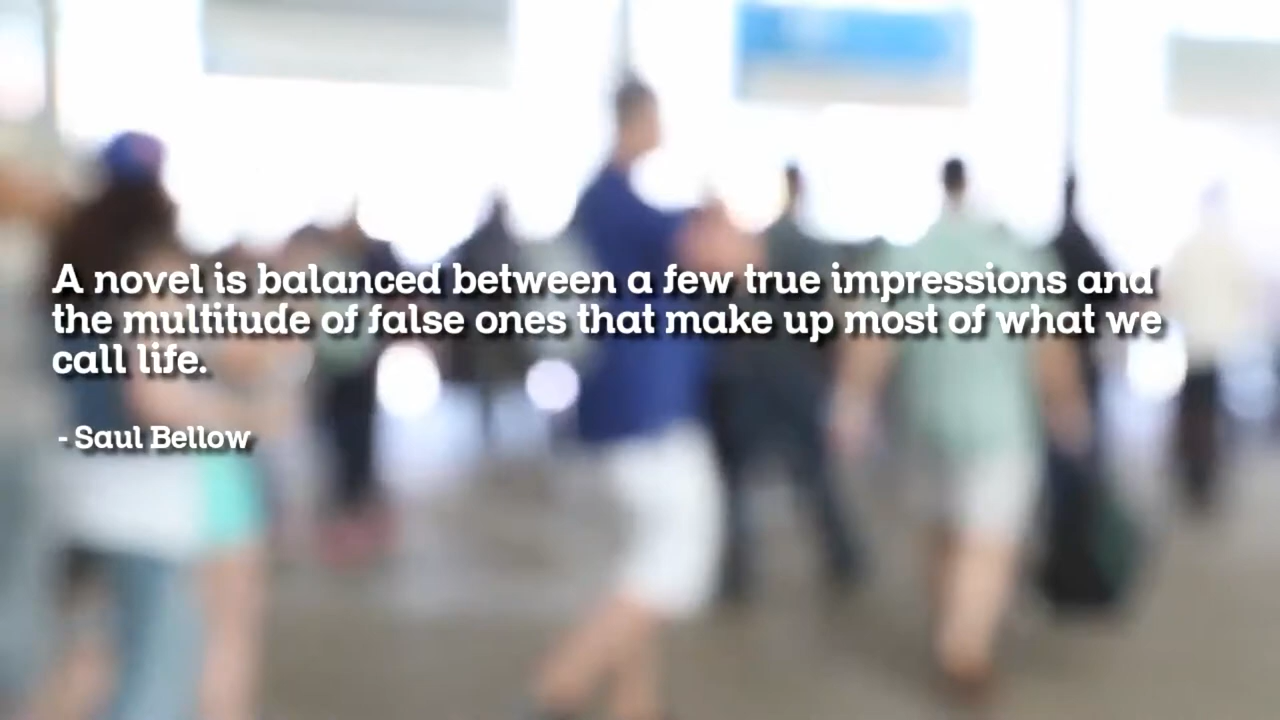 A novel is balanced between a few true impressions and
the multitude of false ones that make up most of what we
call life.
- Saul Bellow